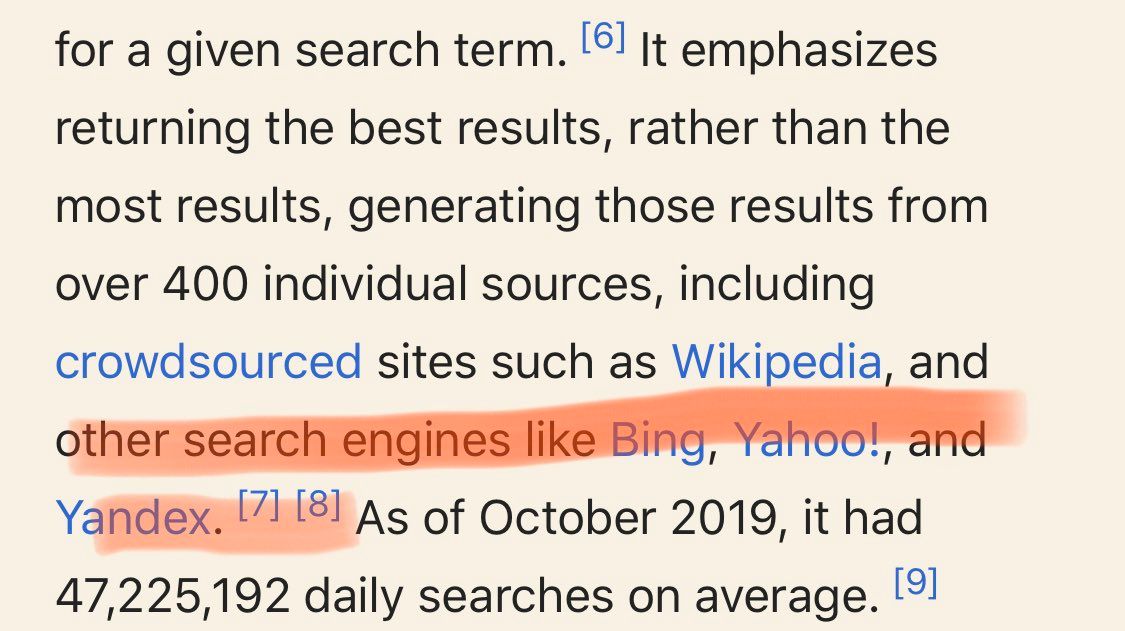 for a given search term. [6] It emphasizes
returning the best results, rather than the
most results, generating those results from
over 400 individual sources, including
crowdsourced sites such as Wikipedia, and
other search engines like Bing, Yahoo!, and
Yandex. [7] [8] As of October 2019, it had
47,225,192 daily searches on average. [9]